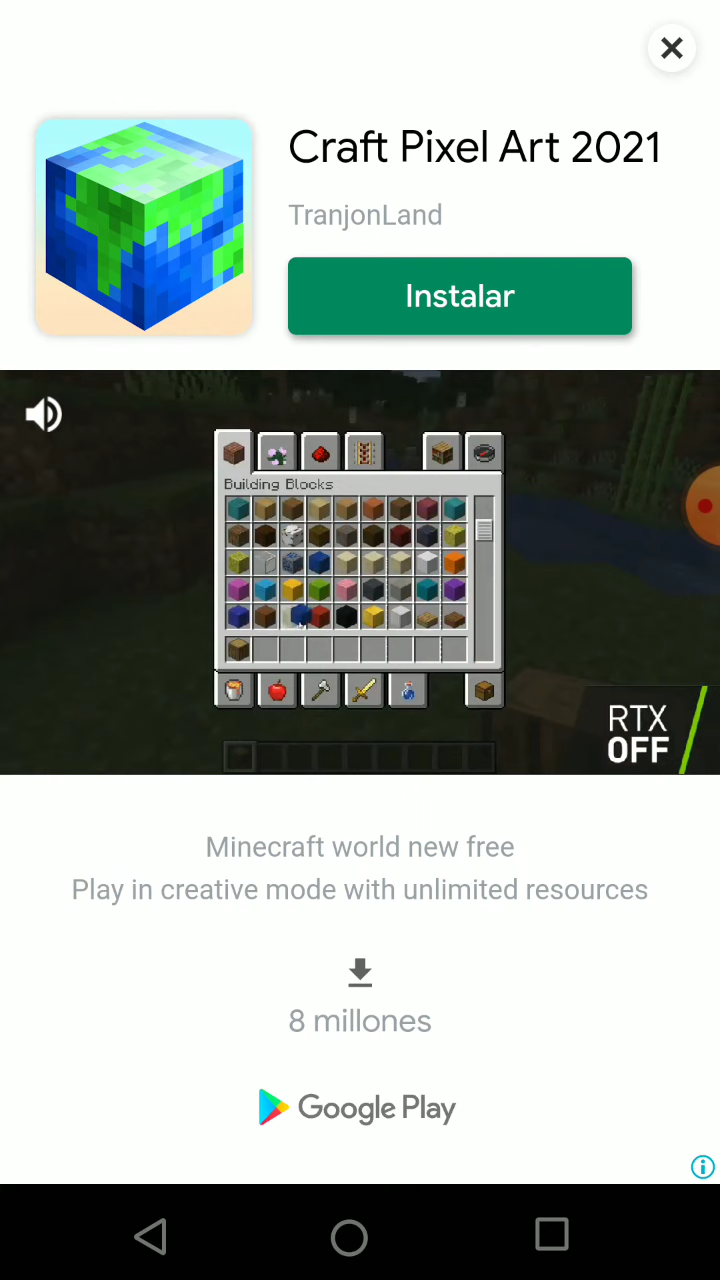 Craft Pixel Art 2021
TranjonLand
Instalar
Building Blocks
RTX
OFF
Minecraft world new free
Play in creative mode with unlimited resources
8 millones
Google Play